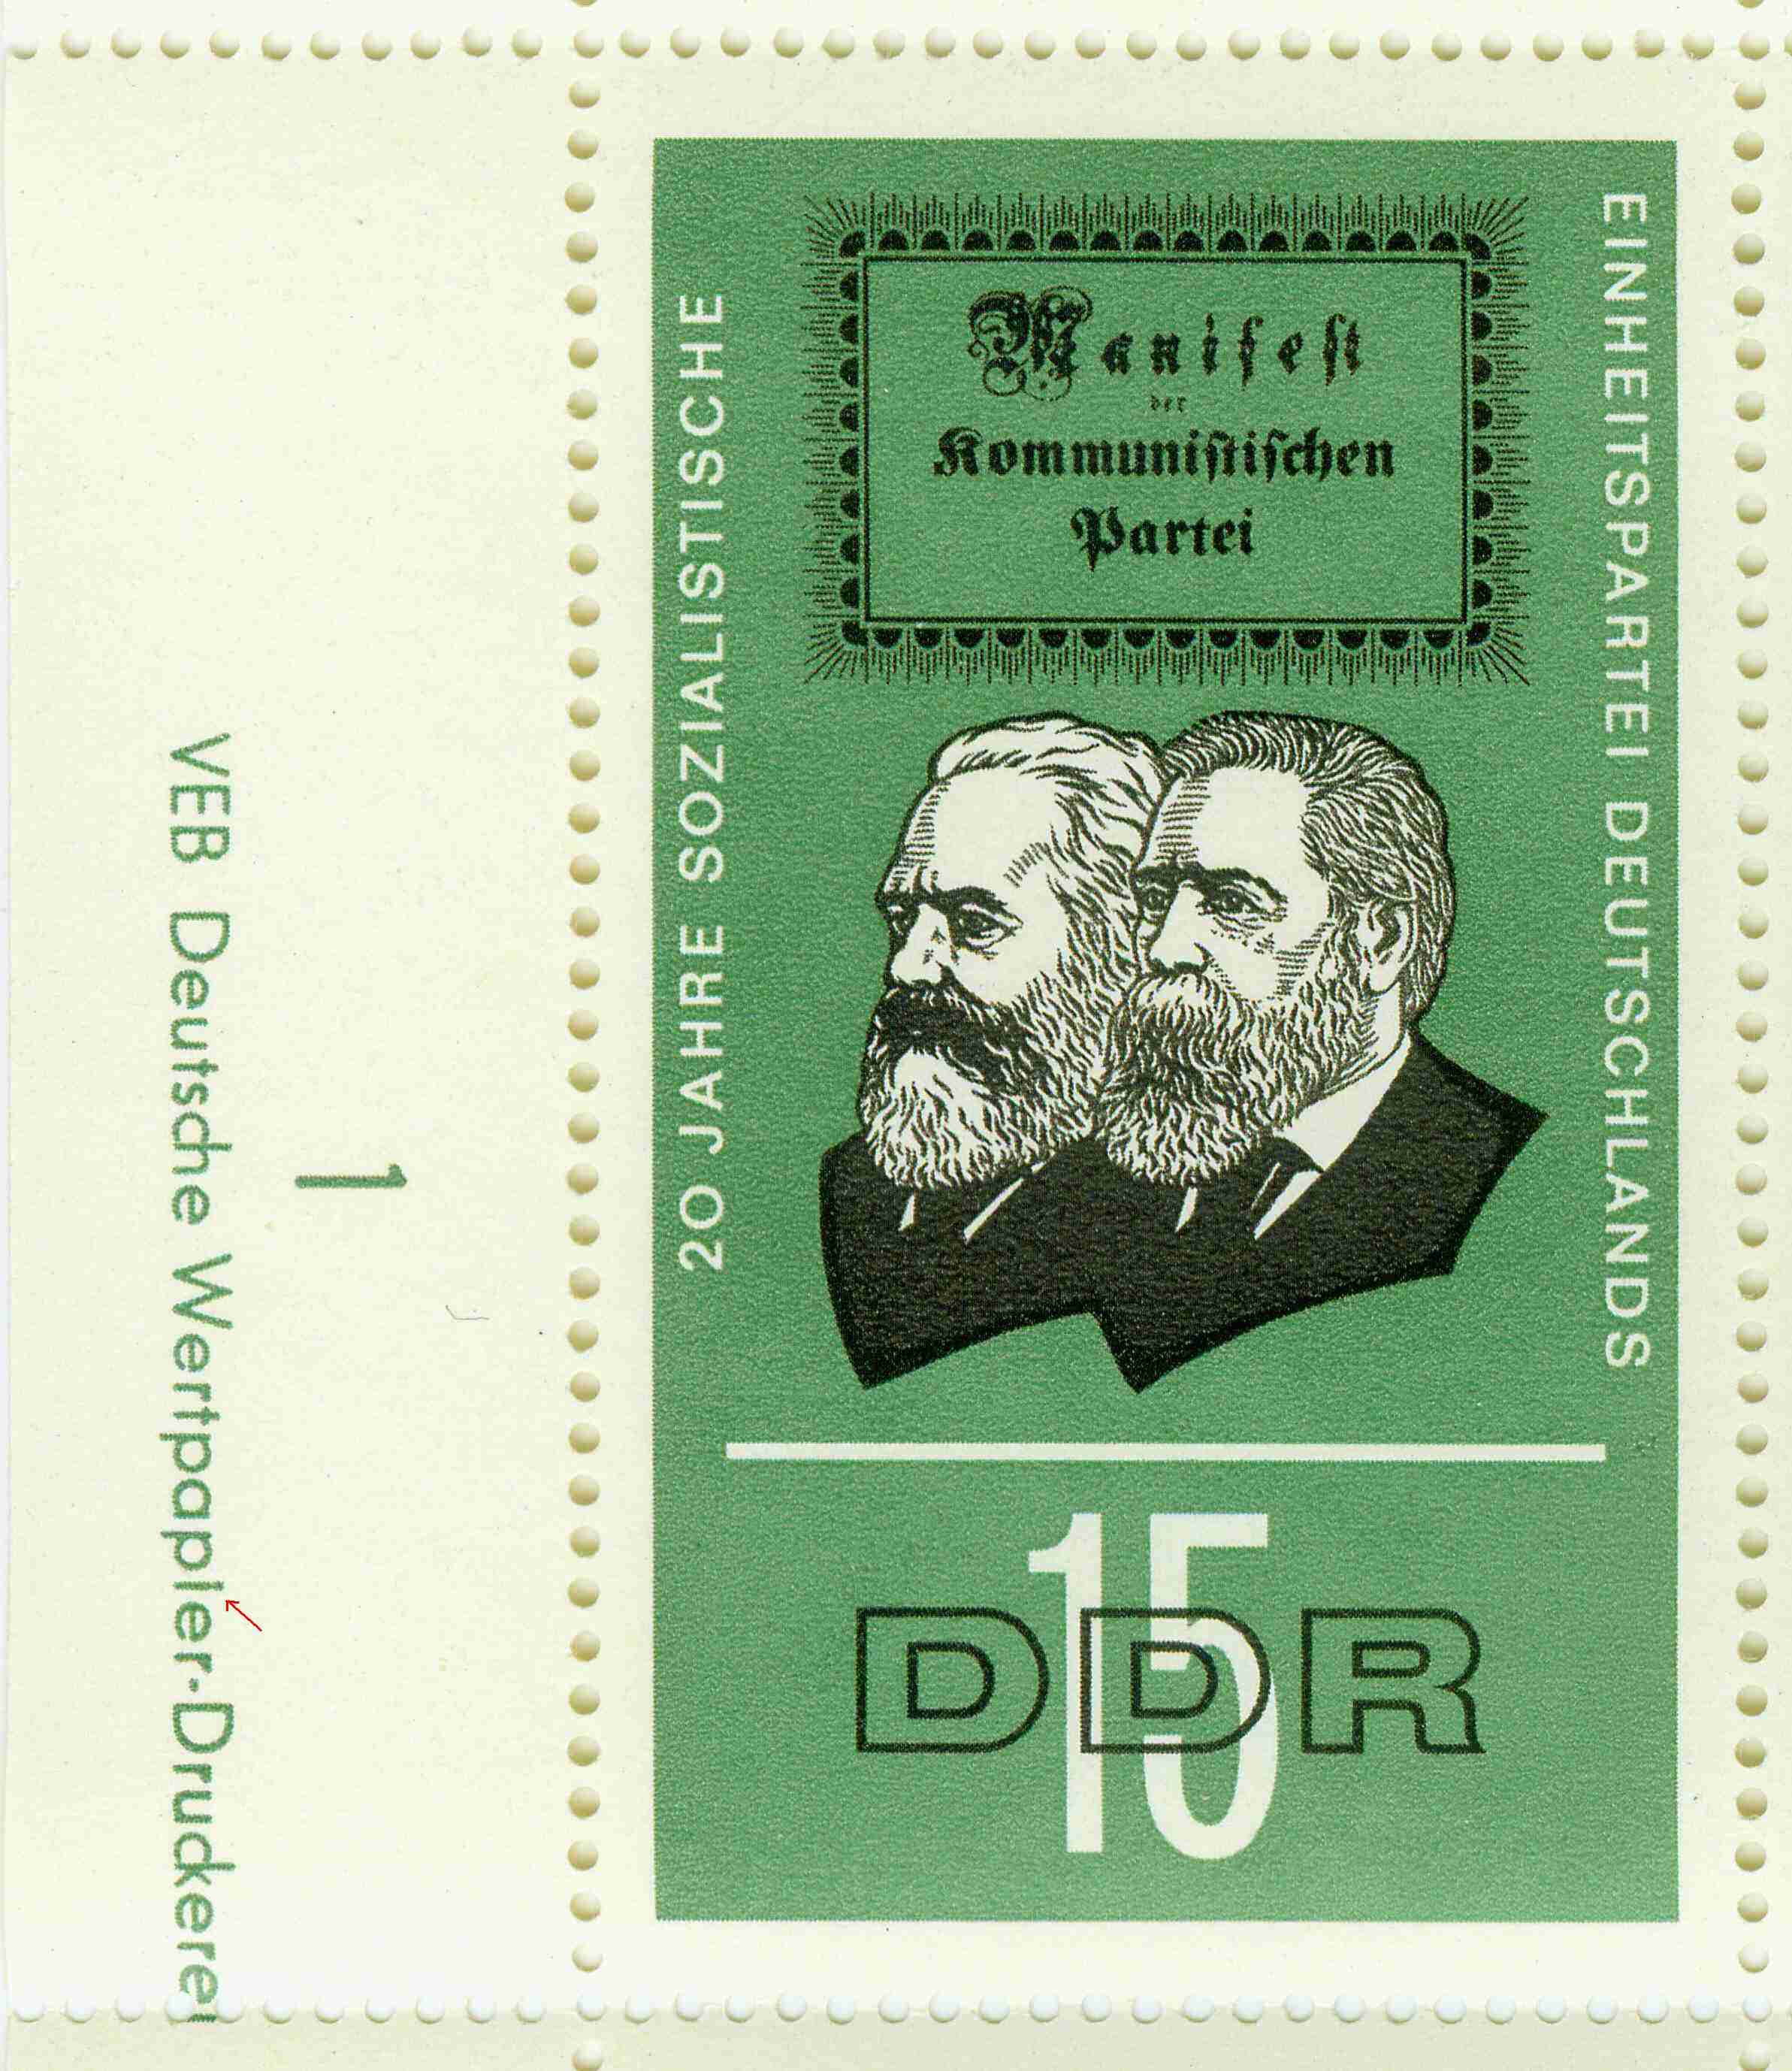 VEB Deutsche Wertpapier-Druckerei
1
20 JAHRE SOZIALISTISCHE
EINHEITSPARTEI DEUTSCHLANDS
Manifeſt
der
Kommuniſtiſchen
Partei
15
DDR